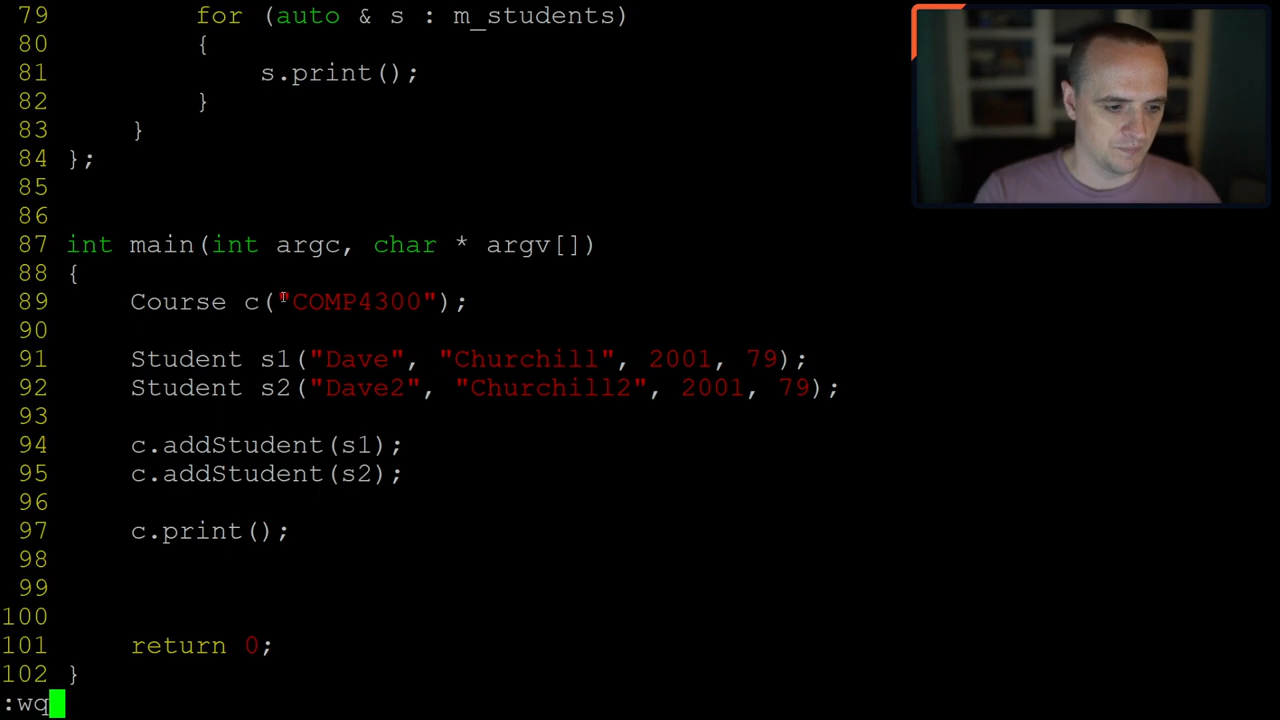 79 for (auto & s : m_students)
80 {
81 s.print();
82 }
83 }
84 };
85
86
87 int main(int argc, char * argv[])
88 {
89 Course c("COMP4300");
90
91 Student s1("Dave", "Churchill", 2001, 79);
92 Student s2("Dave2", "Churchill2", 2001, 79);
93
94 c.addStudent(s1);
95 c.addStudent(s2);
96
97 c.print();
98
99
100
101 return 0;
102 }
:wq